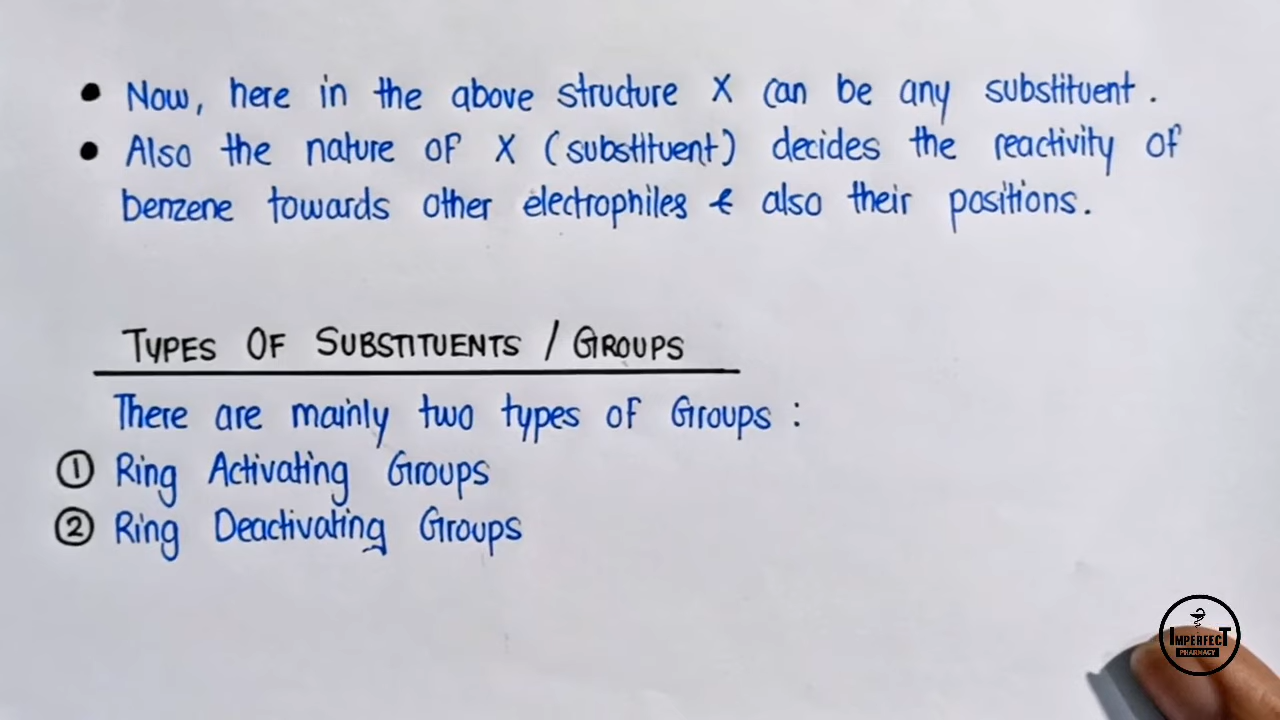 • Now, here in the above structure X can be any substituent.
• Also the nature of X (substituent) decides the reactivity of
benzene towards other electrophiles & also their positions.
TYPES OF SUBSTITUENTS / GROUPS
There are mainly two types of Groups :
① Ring Activating Groups
② Ring Deactivating Groups
IMPERFECT
PHARMACY